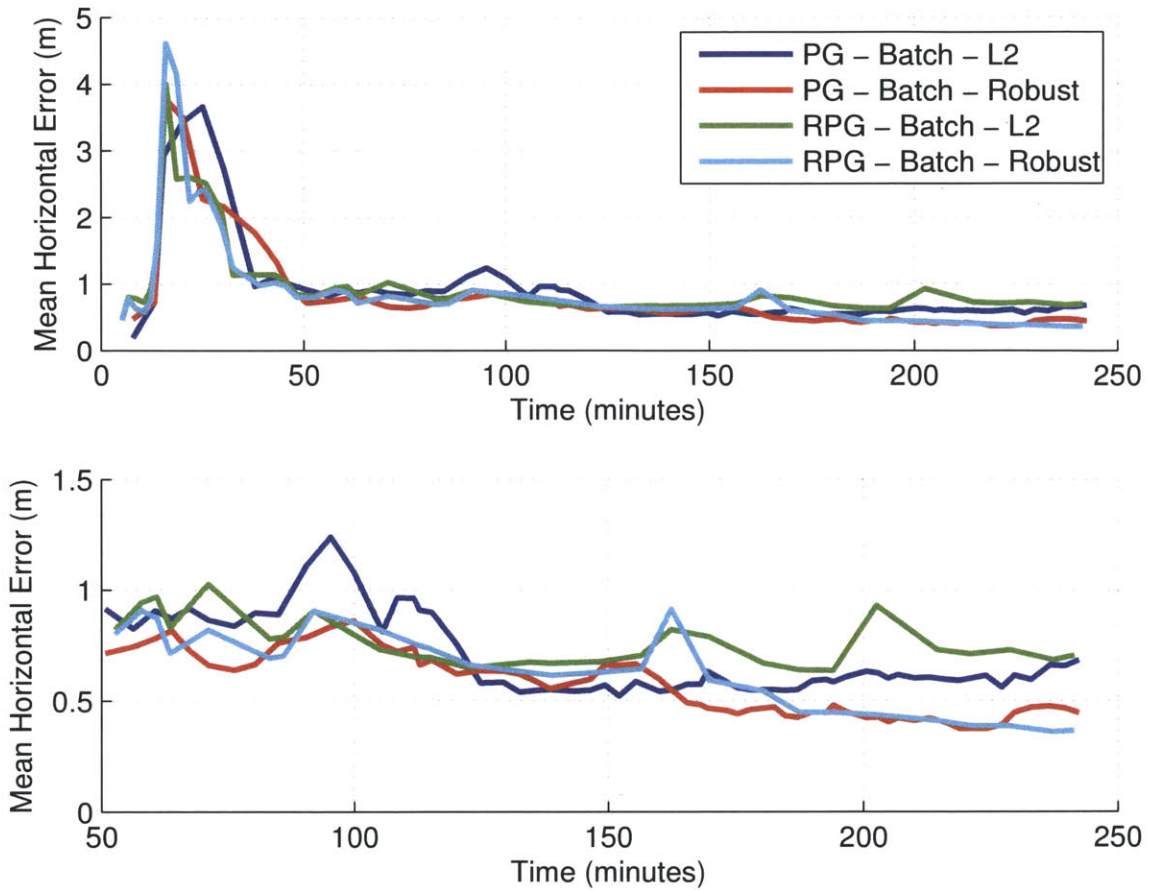 5
4
3
2
1
0
Mean Horizontal Error (m)
PG – Batch – L2
PG – Batch – Robust
RPG – Batch – L2
RPG – Batch – Robust
0 50 100 150 200 250
Time (minutes)
1.5
1
0.5
0
Mean Horizontal Error (m)
50 100 150 200 250
Time (minutes)